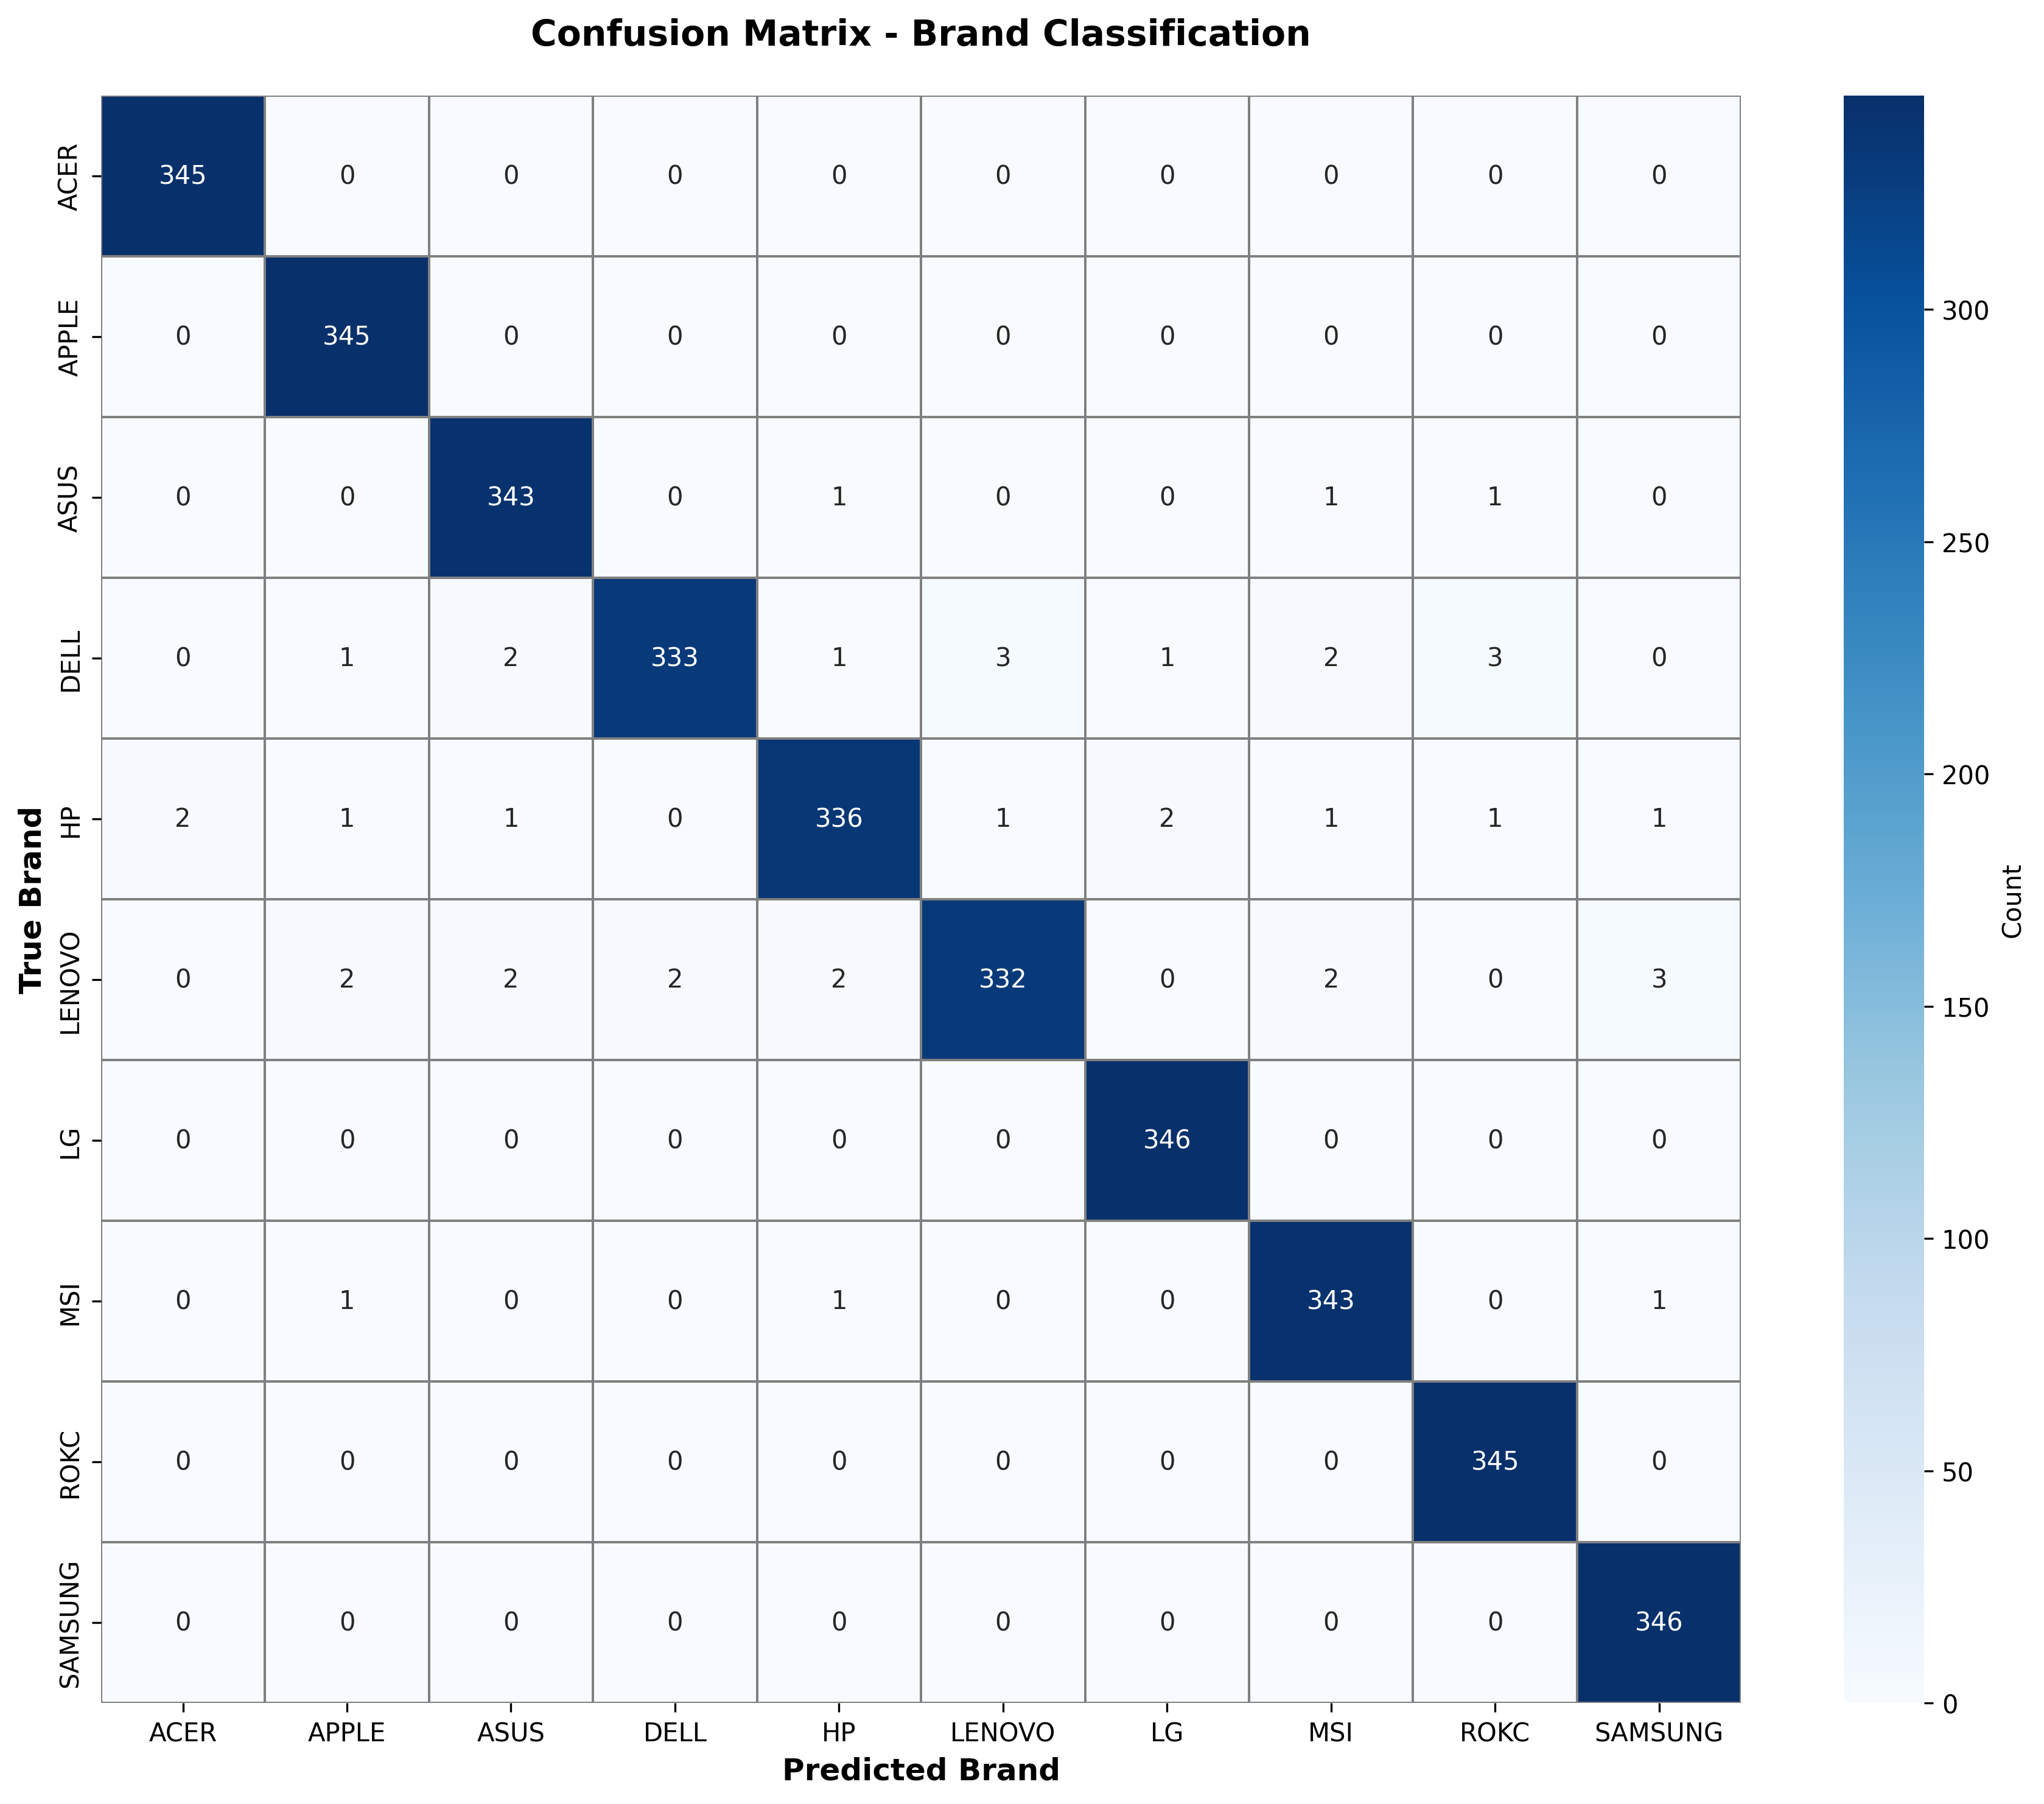 Confusion Matrix - Brand Classification
True Brand
ACER 345 0 0 0 0 0 0 0 0 0
APPLE 0 345 0 0 0 0 0 0 0 0
ASUS 0 0 343 0 1 0 0 1 1 0
DELL 0 1 2 333 1 3 1 2 3 0
HP 2 1 1 0 336 1 2 1 1 1
LENOVO 0 2 2 2 2 332 0 2 0 3
LG 0 0 0 0 0 0 346 0 0 0
MSI 0 1 0 0 1 0 0 343 0 1
ROKC 0 0 0 0 0 0 0 0 345 0
SAMSUNG 0 0 0 0 0 0 0 0 0 346
ACER APPLE ASUS DELL HP LENOVO LG MSI ROKC SAMSUNG
Predicted Brand
300
250
200
150
100
50
0
Count